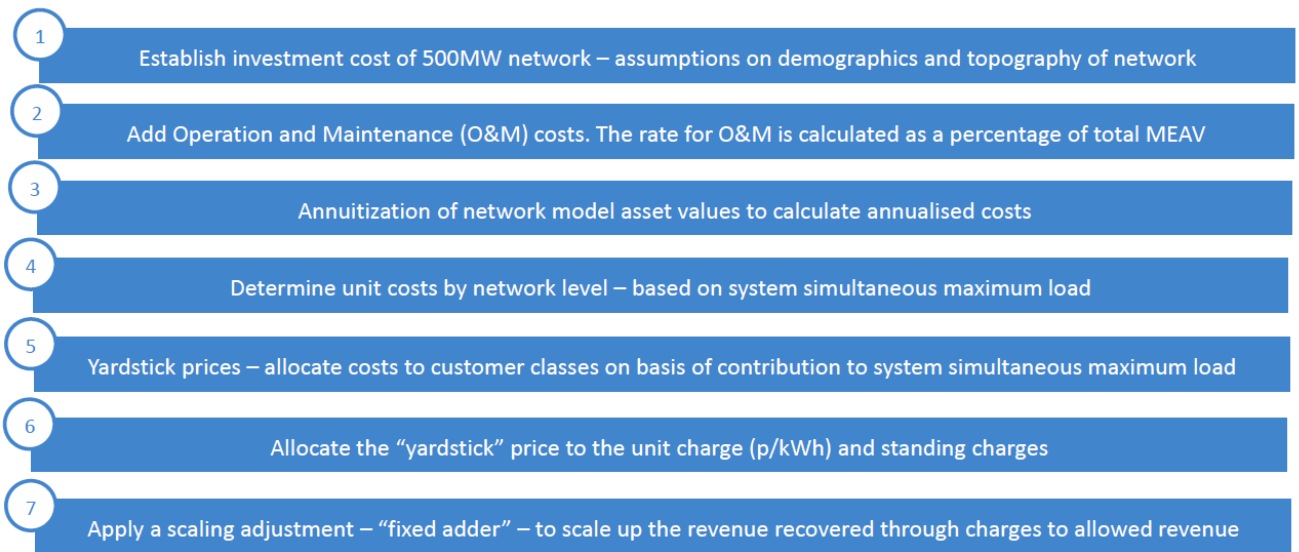 1
Establish investment cost of 500MW network – assumptions on demographics and topography of network
2
Add Operation and Maintenance (O&M) costs. The rate for O&M is calculated as a percentage of total MEAV
3
Annuitization of network model asset values to calculate annualised costs
4
Determine unit costs by network level – based on system simultaneous maximum load
5
Yardstick prices – allocate costs to customer classes on basis of contribution to system simultaneous maximum load
6
Allocate the “yardstick” price to the unit charge (p/kWh) and standing charges
7
Apply a scaling adjustment – “fixed adder” – to scale up the revenue recovered through charges to allowed revenue